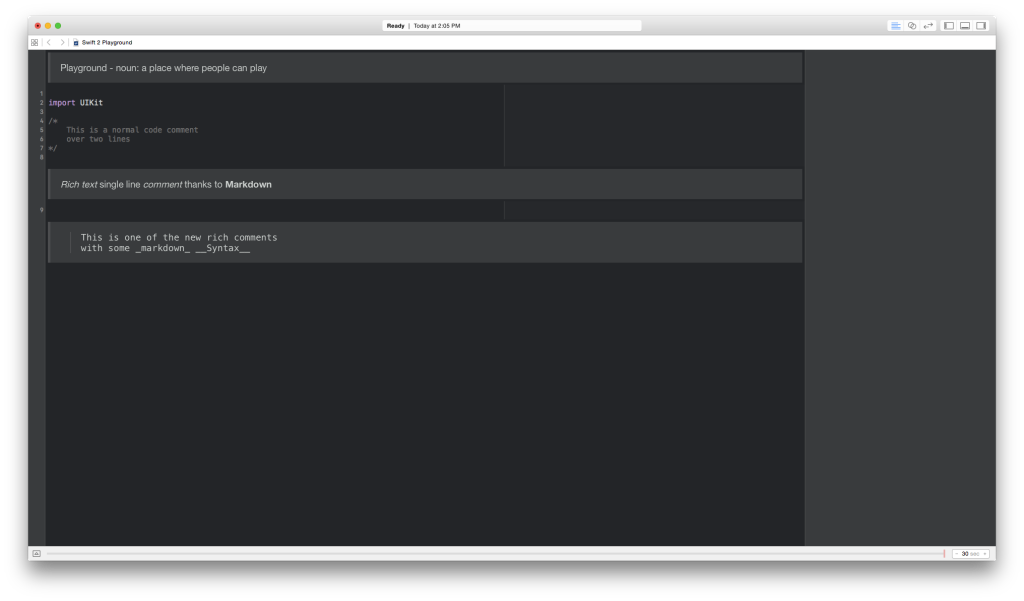 Ready | Today at 2:05 PM
Swift 2 Playground
Playground - noun: a place where people can play
1
2 import UIKit
3
4 /*
5 This is a normal code comment
6 over two lines
7 */
8
Rich text single line comment thanks to Markdown
9
This is one of the new rich comments
with some _markdown_ __Syntax__
- 30 sec +